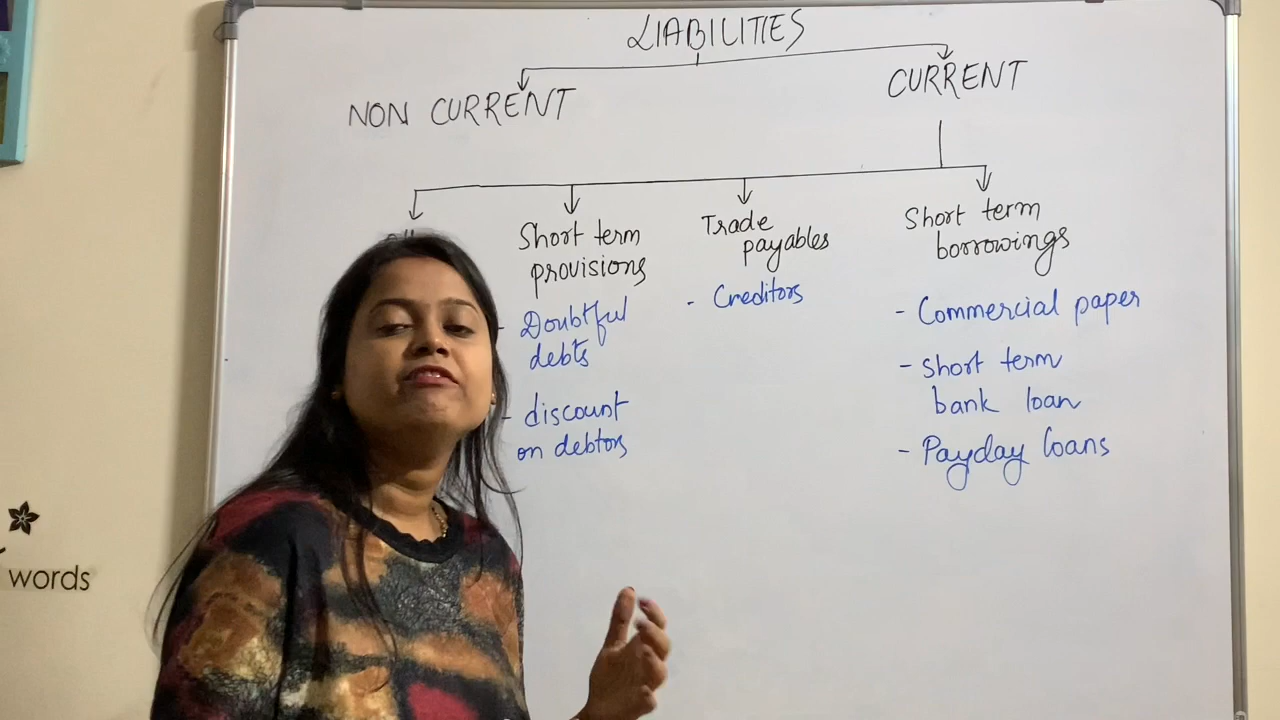 LIABILITIES
NON CURRENT
CURRENT
Short term
provisions
- Doubtful
debts
- discount
on debtors
Trade
payables
- Creditors
Short term
borrowings
- Commercial paper
- Short term
bank loan
- Payday loans
words